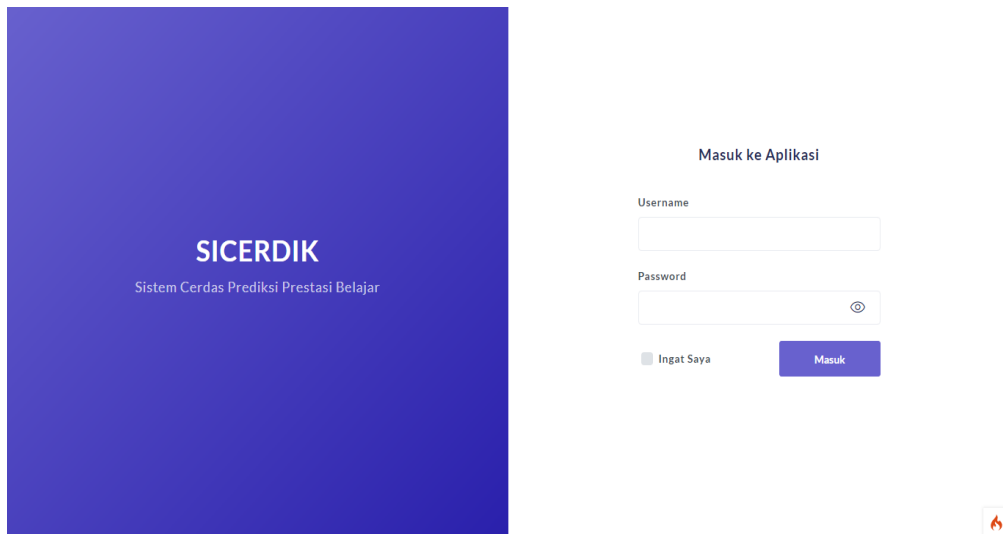 SICERDIK
Sistem Cerdas Prediksi Prestasi Belajar
Masuk ke Aplikasi
Username
Password
Ingat Saya
Masuk